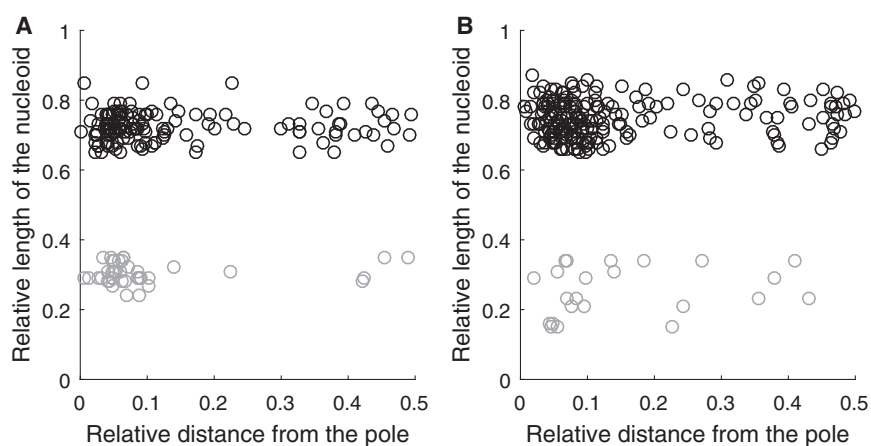 A
Relative length of the nucleoid
1
0.8
0.6
0.4
0.2
0
0 0.1 0.2 0.3 0.4 0.5
Relative distance from the pole
B
Relative length of the nucleoid
1
0.8
0.6
0.4
0.2
0
0 0.1 0.2 0.3 0.4 0.5
Relative distance from the pole